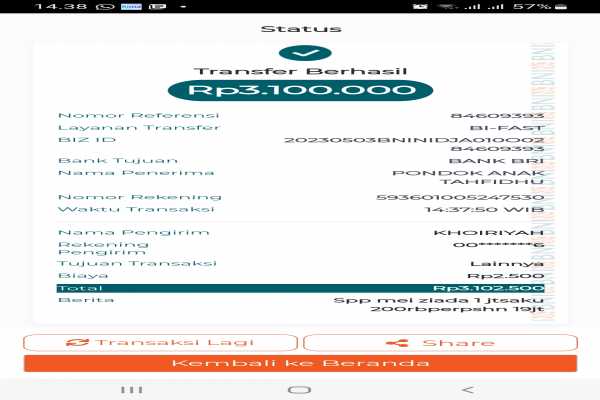 14.38
57%
Status
Transfer Berhasil
Rp3.100.000
Nomor Referensi 84609393
Layanan Transfer BI-FAST
BIZ ID 20230503BNINIDJA010O02
84609393
Bank Tujuan BANK BRI
Nama Penerima PONDOK ANAK
TAHFIDHU
Nomor Rekening 593601005247530
Waktu Transaksi 14:37:50 WIB
Nama Pengirim KHOIRIYAH
Rekening 00*******6
Pengirim
Tujuan Transaksi Lainnya
Biaya Rp2.500
Total Rp3.102.500
Berita Spp mei ziada 1 jtsaku
200rbperpshn 19jt
Transaksi Lagi Share
Kembali ke Beranda